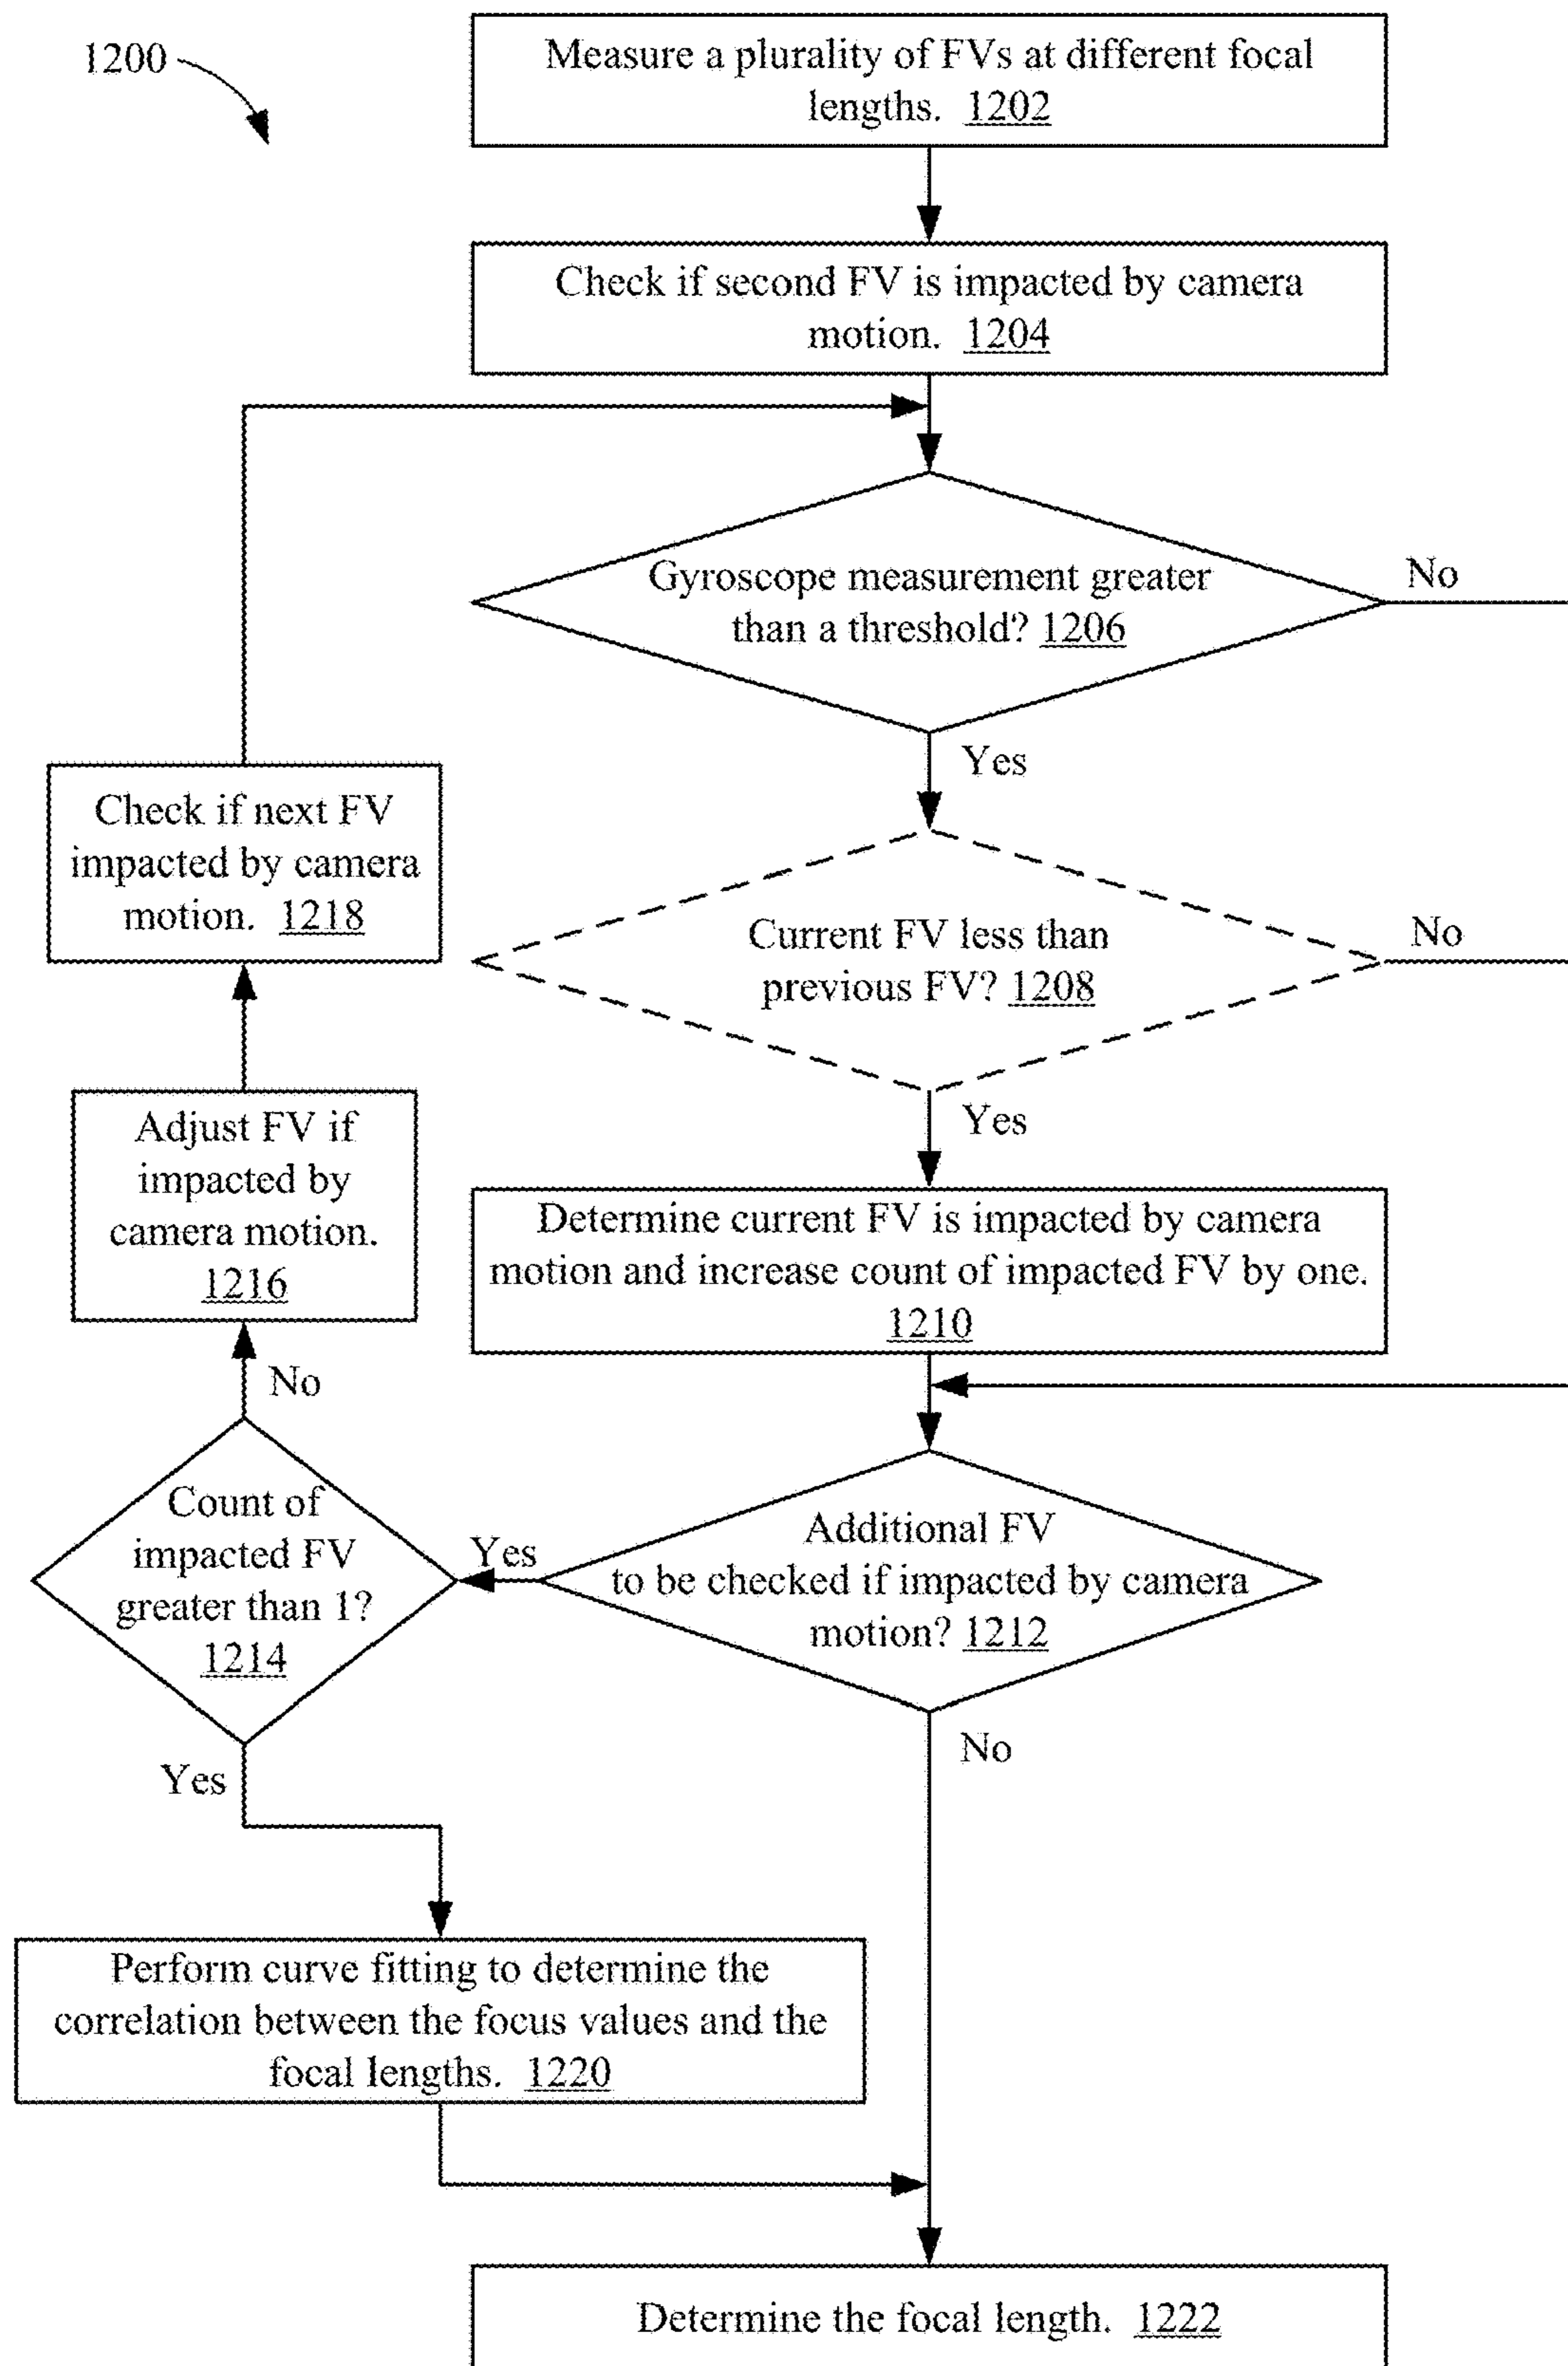 1200
Measure a plurality of FVs at different focal
lengths. 1202
Check if second FV is impacted by camera
motion. 1204
Gyroscope measurement greater
than a threshold? 1206
No
Yes
Check if next FV
impacted by camera
motion. 1218
Current FV less than
previous FV? 1208
No
Yes
Adjust FV if
impacted by
camera motion.
1216
Determine current FV is impacted by camera
motion and increase count of impacted FV by one.
1210
No
Count of
impacted FV
greater than 1?
1214
Yes
Additional FV
to be checked if impacted by camera
motion? 1212
No
Yes
Perform curve fitting to determine the
correlation between the focus values and the
focal lengths. 1220
Determine the focal length. 1222